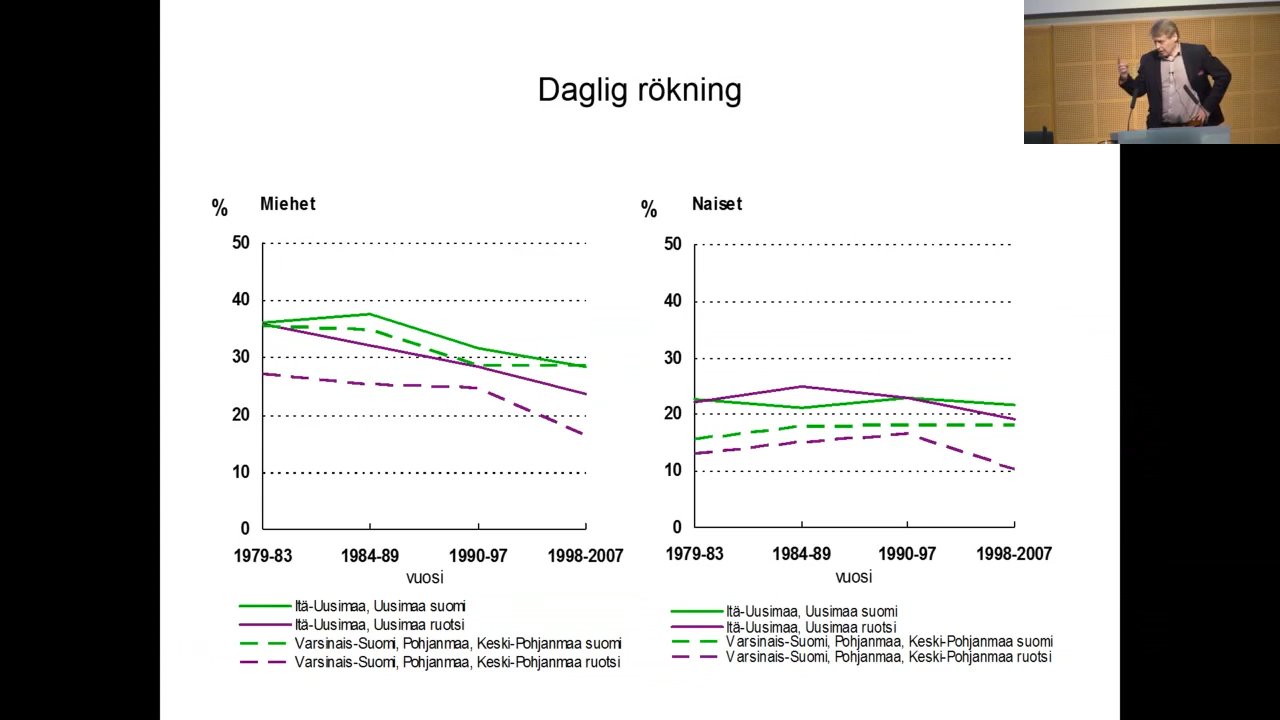 Daglig rökning
% Miehet
50
40
30
20
10
0
1979-83 1984-89 1990-97 1998-2007
vuosi
Itä-Uusimaa, Uusimaa suomi
Itä-Uusimaa, Uusimaa ruotsi
Varsinais-Suomi, Pohjanmaa, Keski-Pohjanmaa suomi
Varsinais-Suomi, Pohjanmaa, Keski-Pohjanmaa ruotsi
% Naiset
50
40
30
20
10
0
1979-83 1984-89 1990-97 1998-2007
vuosi
Itä-Uusimaa, Uusimaa suomi
Itä-Uusimaa, Uusimaa ruotsi
Varsinais-Suomi, Pohjanmaa, Keski-Pohjanmaa suomi
Varsinais-Suomi, Pohjanmaa, Keski-Pohjanmaa ruotsi